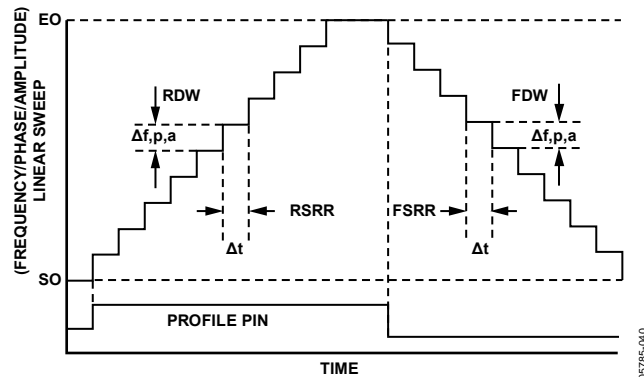 (FREQUENCY/PHASE/AMPLITUDE)
LINEAR SWEEP
EO
RDW
FDW
Δf,p,a
Δf,p,a
RSRR
FSRR
Δt
Δt
SO
PROFILE PIN
TIME
05785-040